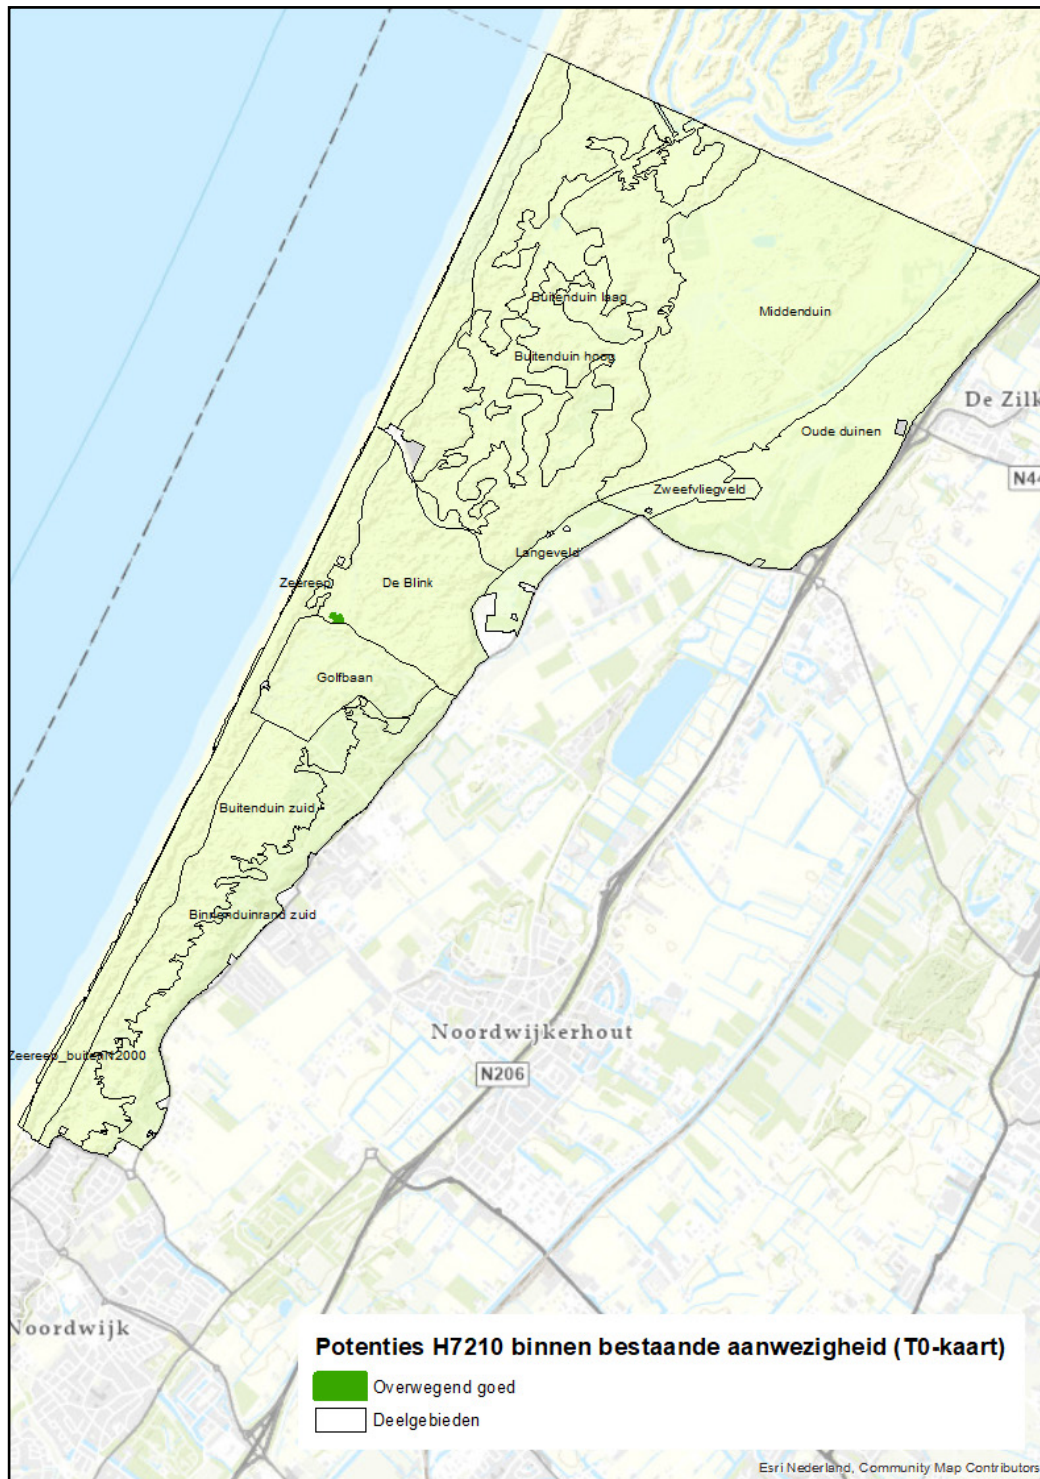 Buitenduin laag
Middenduin
Buitenduin hoog
De Zilk
Oude duinen
N44
Zweefvliegveld
Langeveld
Zeereep
De Blink
Golfbaan
Buitenduin zuid
Binnenduinrand zuid
Noordwijkerhout
Zeereep_buitenN2000
N206
Noordwijk
Potenties H7210 binnen bestaande aanwezigheid (T0-kaart)
Overwegend goed
Deelgebieden
Esri Nederland, Community Map Contributors